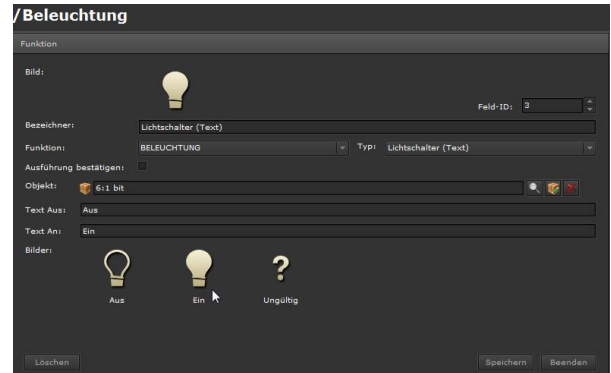 /Beleuchtung
Funktion
Bild:
Feld-ID: 3
Bezeichner: Lichtschalter (Text)
Funktion: BELEUCHTUNG Typ: Lichtschalter (Text)
Ausführung bestätigen:
Objekt: 6:1 bit
Text Aus: Aus
Text An: Ein
Bilder:
Aus Ein Ungültig
Löschen Speichern Beenden